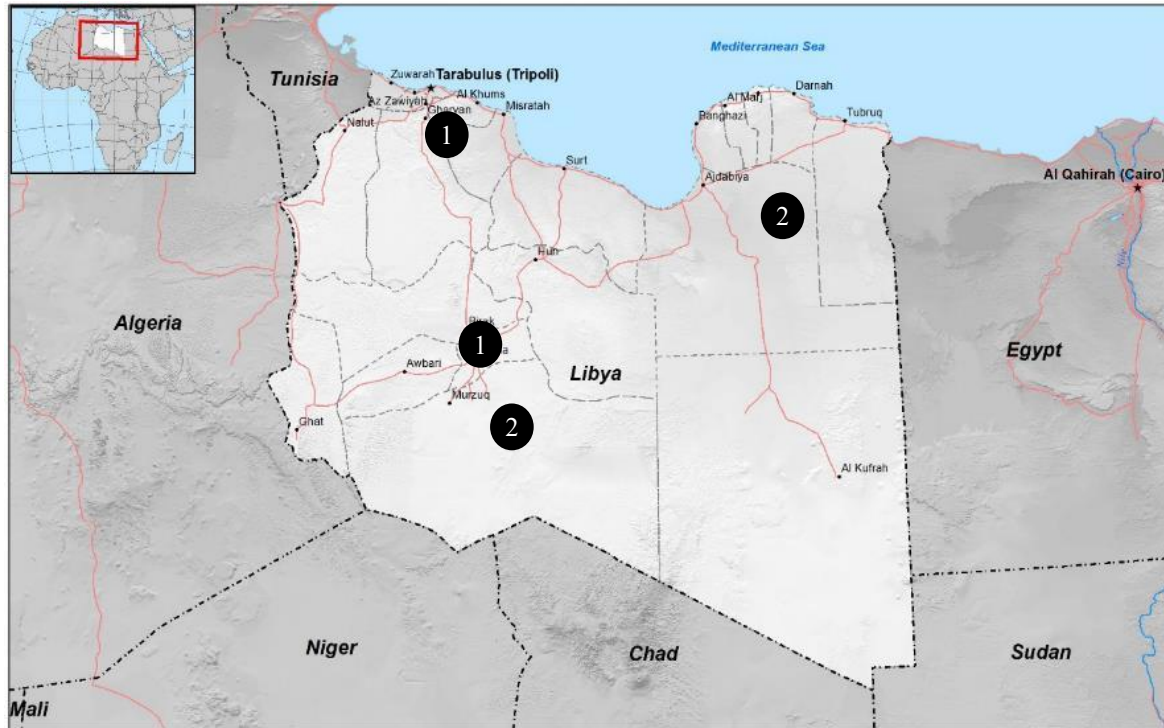 Mediterranean Sea
Tunisia
Zuwarah
Tarabulus (Tripoli)
Az Zawiyah
Al Khums
Gharyan
Misratah
Nalut
Al Marj
Darnah
Banghazi
Tubruq
1
Surt
Al Qahirah (Cairo)
Ajdabiya
2
Hun
Nile
Algeria
1
Awbari
Libya
Egypt
Murzuq
2
Ghat
Al Kufrah
Niger
Chad
Sudan
Mali